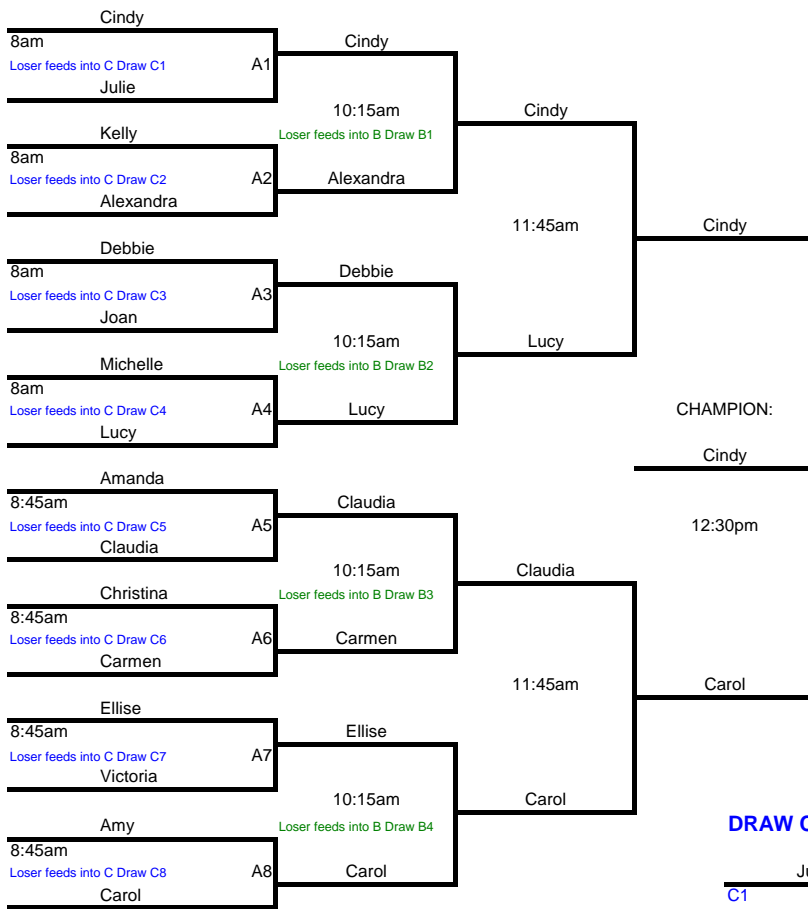 Cindy
8am
Loser feeds into C Draw C1
A1
Julie
Kelly
8am
Loser feeds into C Draw C2
A2
Alexandra
Debbie
8am
Loser feeds into C Draw C3
A3
Joan
Michelle
8am
Loser feeds into C Draw C4
A4
Lucy
Amanda
8:45am
Loser feeds into C Draw C5
A5
Claudia
Christina
8:45am
Loser feeds into C Draw C6
A6
Carmen
Ellise
8:45am
Loser feeds into C Draw C7
A7
Victoria
Amy
8:45am
Loser feeds into C Draw C8
A8
Carol
Cindy
10:15am
Loser feeds into B Draw B1
Alexandra
Debbie
10:15am
Loser feeds into B Draw B2
Lucy
Claudia
10:15am
Loser feeds into B Draw B3
Carmen
Ellise
10:15am
Loser feeds into B Draw B4
Carol
Cindy
11:45am
Lucy
Claudia
11:45am
Carol
Cindy
CHAMPION:
Cindy
12:30pm
Carol
DRAW C
C1